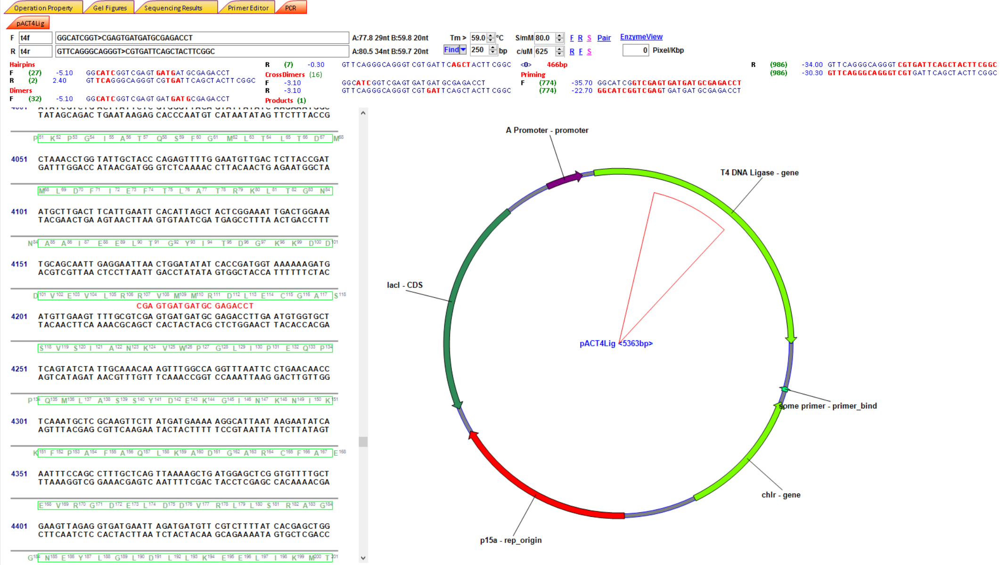 Operation Property Gel Figures Sequencing Results Primer Editor PCR
pACT4Lig
F t4f GGCATCGGT>CGAGTGATGATGCGAGACCT A:77.8 29nt B:59.8 20nt Tm > 59.0 °C S/mM 80.0 F R S Pair EnzymeView
R t4r GTTCAGGGCAGGGT>CGTGATTCAGCTACTTCGGC A:80.5 34nt B:59.7 20nt Find 250 bp c/uM 625 R F S 0 Pixel/Kbp
Hairpins
F (27) -5.10 GGCATCGGTCGAGTGATGATGCGAGACCT
R (2) 2.40 GTTCAGGGCAGGGTCGTGATTCAGCTACTTCGGC
Dimers
F (32) -5.10 GGCATCGGTCGAGTGATGATGCGAGACCT
R (7) -0.30 GTTCAGGGCAGGGTCGTGATTCAGCTACTTCGGC
CrossDimers (16)
F -3.10 GGCATCGGTCGAGTGATGATGCGAGACCT
R -3.10 GTTCAGGGCAGGGTCGTGATTCAGCTACTTCGGC
Products (1)
<0> 466bp
Priming
F (774) -35.70 GGCATCGGTCGAGTGATGATGCGAGACCT
(774) -22.70 GGCATCGGTCGAGTGATGATGCGAGACCT
R (986) -34.00 GTTCAGGGCAGGGTCGTGATTCAGCTACTTCGGC
(986) -30.30 GTTCAGGGCAGGGTCGTGATTCAGCTACTTCGGC
TATAGCAGAC TGAATAAGAG CACCCAATGT CATAATATAG TTCTTTACCG
P51 K52 P53 G54 I55 A56 T57 Q58 S59 F60 G61 M62 L63 T64 L65 T66 D67 M68
4051 CTAAACCTGG TATTGCTACC CAGAGTTTTG GAATGTTGAC TCTTACCGAT
GATTTGGACC ATAACGATGG GTCTCAAAAC CTTACAACTG AGAATGGCTA
M68 L69 D70 F71 I72 E73 F74 T75 L76 A77 T78 R79 K80 L81 T82 G83 N84
4101 ATGCTTGACT TCATTGAATT CACATTAGCT ACTCGGAAAT TGACTGGAAA
TACGAACTGA AGTAACTTAA GTGTAATCGA TGAGCCTTTA ACTGACCTTT
N84 A85 A86 I87 E88 E89 L90 T91 G92 Y93 I94 T95 D96 G97 K98 K99 D100 D101
4151 TGCAGCAATT GAGGAATTAA CTGGATATAT CACCGATGGT AAAAAAGATG
ACGTCGTTAA CTCCTTAATT GACCTATATA GTGGCTACCA TTTTTTCTAC
D101 V102 E103 V104 L105 R106 R107 V108 M109 M110 R111 D112 L113 E114 C115 G116 A117 S118
CGA GTGATGATGC GAGACCT
4201 ATGTTGAAGT TTTGCGTCGA GTGATGATGC GAGACCTTGA ATGTGGTGCT
TACAACTTCA AAACGCAGCT CACTACTACG CTCTGGAACT TACACCACGA
S118 V119 S120 I121 A122 N123 K124 V125 W126 P127 G128 L129 I130 P131 E132 Q133 P134
4251 TCAGTATCTA TTGCAAACAA AGTTTGGCCA GGTTTAATTC CTGAACAACC
AGTCATAGAT AACGTTTGTT TCAAACCGGT CCAAATTAAG GACTTGTTGG
P134 Q135 M136 L137 A138 S139 S140 Y141 D142 E143 K144 G145 I146 N147 K148 N149 I150 K151
4301 TCAAATGCTC GCAAGTTCTT ATGATGAAAA AGGCATTAAT AAGAATATCA
AGTTTACGAG CGTTCAAGAA TACTACTTTT TCCGTAATTA TTCTTATAGT
K151 F152 P153 A154 F155 A156 Q157 L158 K159 A160 D161 G162 A163 R164 C165 F166 A167 E168
4351 AATTTCCAGC CTTTGCTCAG TTAAAAGCTG ATGGAGCTCG GTGTTTTGCT
TTAAAGGTCG GAAACGAGTC AATTTTCGAC TACCTCGAGC CACAAAACGA
E168 V169 R170 G171 D172 E173 L174 D175 D176 V177 R178 L179 L180 S181 R182 A183 G184
4401 GAAGTTAGAG GTGATGAATT AGATGATGTT CGTCTTTTAT CACGAGCTGG
CTTCAATCTC CACTACTTAA TCTACTACAA GCAGAAAATA GTGCTCGACC
G184 N185 E186 Y187 L188 G189 L190 D191 L192 L193 K194 E195 E196 L197 I198 K199 M200 T201
A Promoter - promoter
T4 DNA Ligase - gene
lacI - CDS
pACT4Lig <5363bp>
some primer - primer_bind
chlr - gene
p15a - rep_origin